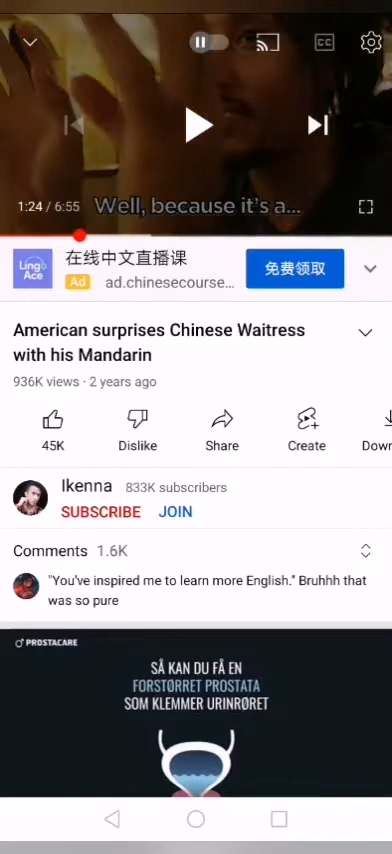 CC
1:24 / 6:55
Well, because it's a...
Lingo Ace
在线中文直播课
Ad ad.chinesecourse...
免费领取
American surprises Chinese Waitress
with his Mandarin
936K views · 2 years ago
45K Dislike Share Create Down
Ikenna 833K subscribers
SUBSCRIBE JOIN
Comments 1.6K
"You've inspired me to learn more English." Bruhhh that
was so pure
PROSTACARE
SÅ KAN DU FÅ EN
FORSTØRRET PROSTATA
SOM KLEMMER URINRØRET